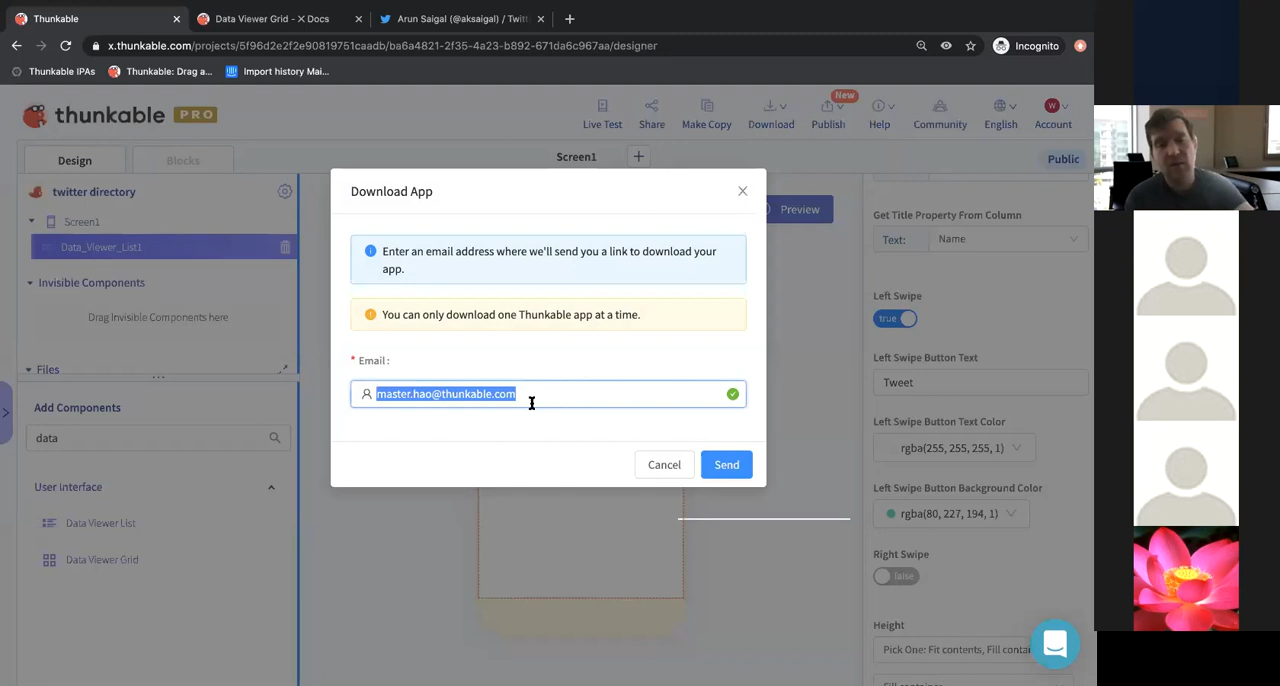 Thunkable
Data Viewer Grid - X Docs
Arun Saigal (@aksaigal) / Twitt
x.thunkable.com/projects/5f96d2e2f2e90819751caadb/ba6a4821-2f35-4a23-b892-671da6c967aa/designer
Incognito
Thunkable IPAs
Thunkable: Drag a...
Import history Mai...
thunkable PRO
New
Live Test
Share
Make Copy
Download
Publish
Help
Community
English
W
Account
Design
Blocks
Screen1
Public
twitter directory
Screen1
Data_Viewer_List1
Invisible Components
Drag Invisible Components here
Files
Add Components
data
User Interface
Data Viewer List
Data Viewer Grid
Preview
Download App
Enter an email address where we'll send you a link to download your
app.
You can only download one Thunkable app at a time.
* Email :
master.hao@thunkable.com
Cancel
Send
Get Title Property From Column
Text: Name
Left Swipe
true
Left Swipe Button Text
Tweet
Left Swipe Button Text Color
rgba(255, 255, 255, 1)
Left Swipe Button Background Color
rgba(80, 227, 194, 1)
Right Swipe
false
Height
Pick One: Fit contents, Fill contai
Fill container